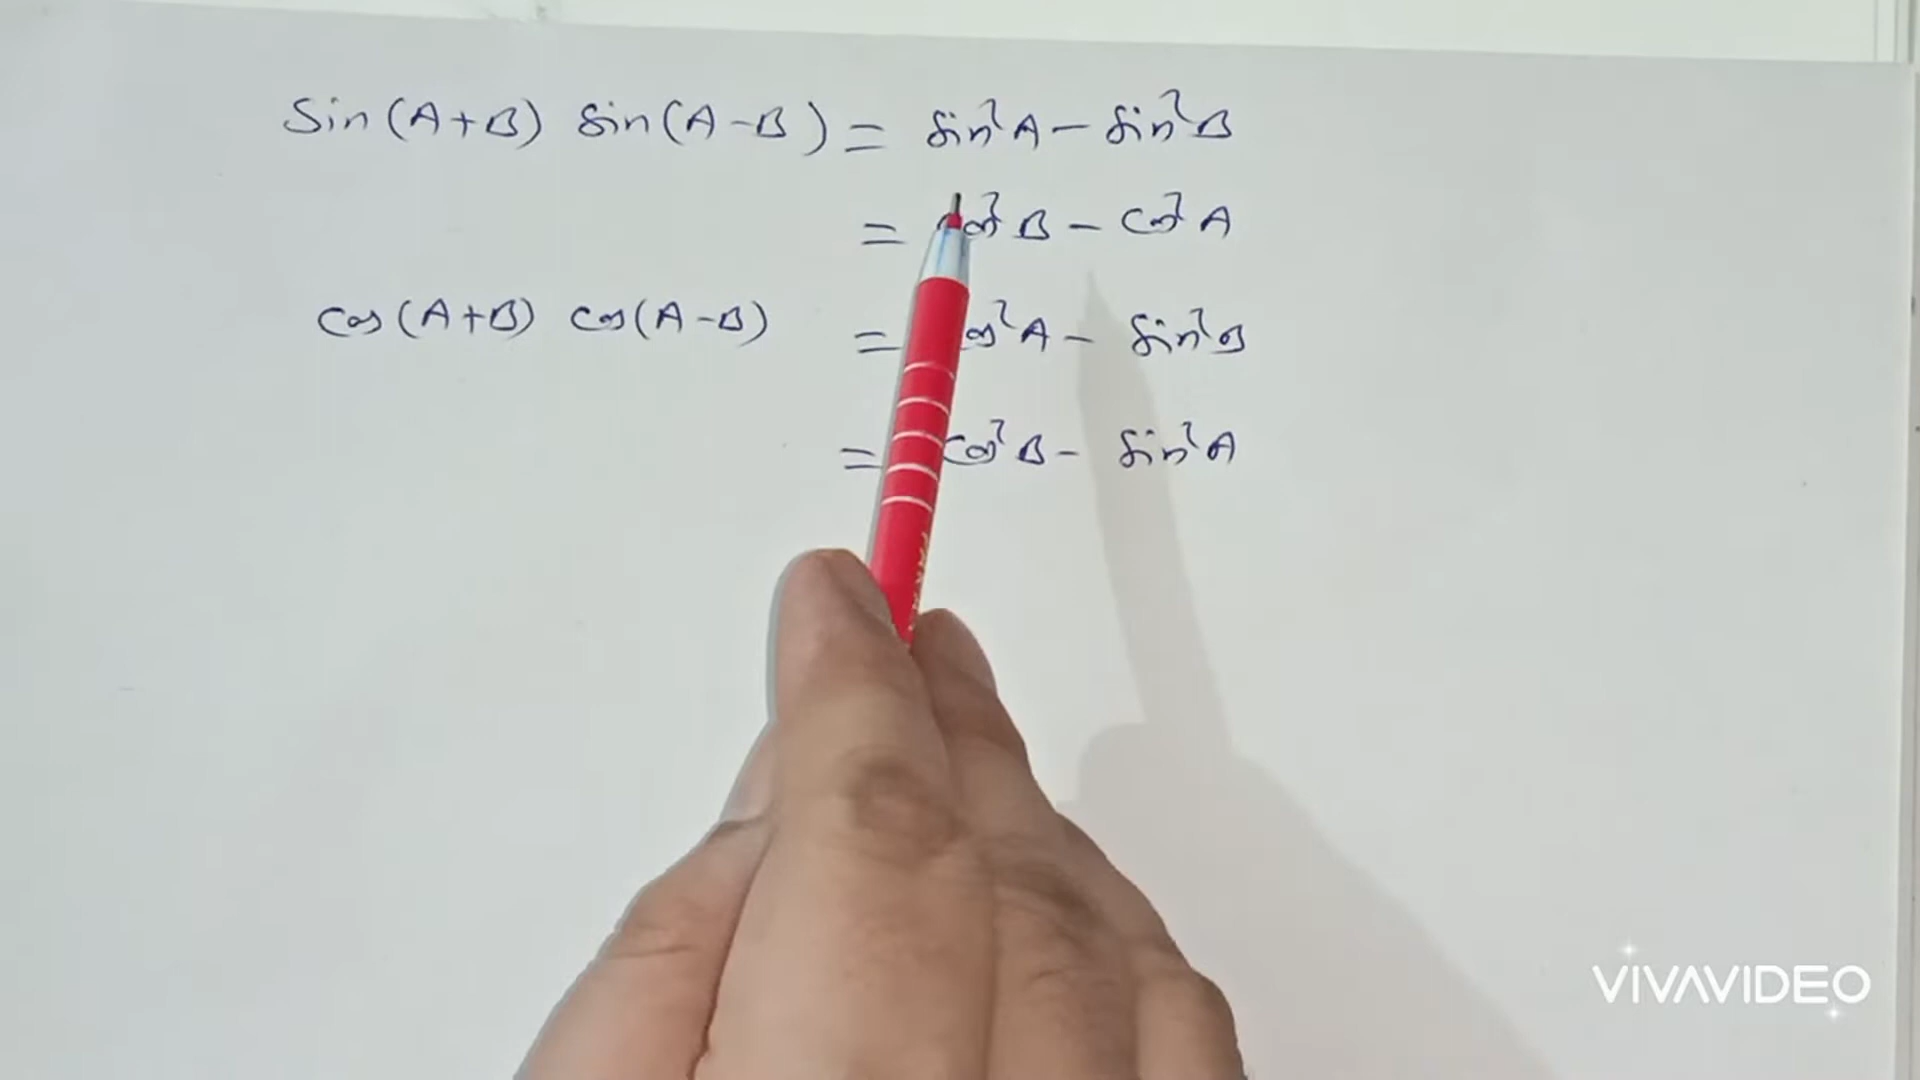 Sin(A+B) Sin(A-B) = Sin²A - Sin²B
= Cos²B - Cos²A
Cos(A+B) Cos(A-B) = Cos²A - Sin²B
= Cos²B - Sin²A
VIVAVIDEO